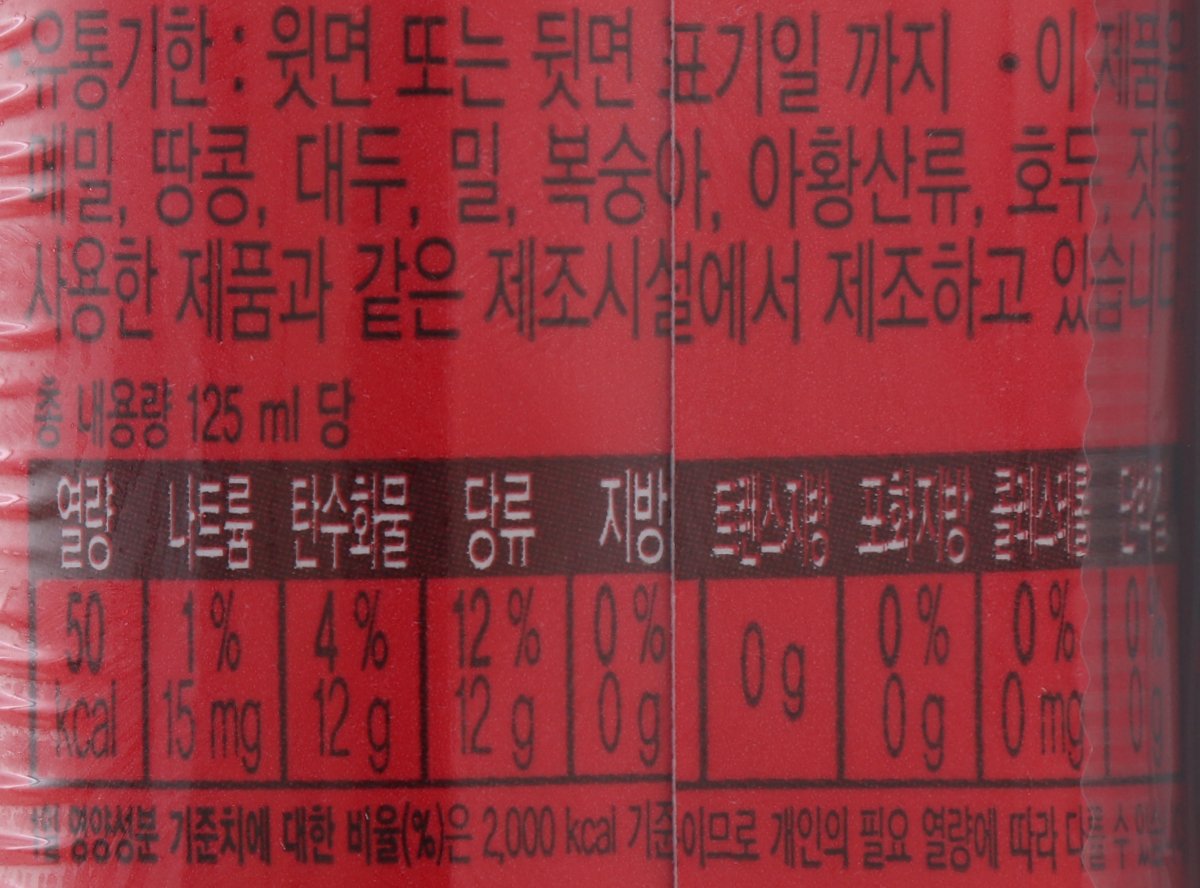 유통기한 : 윗면 또는 뒷면 표기일 까지 • 이 제품은
메밀, 땅콩, 대두, 밀, 복숭아, 아황산류, 호두, 잣을
사용한 제품과 같은 제조시설에서 제조하고 있습니다
총 내용량 125 ml 당
열량 나트륨 탄수화물 당류 지방 트랜스지방 포화지방 콜레스테롤 단백질
50 1 % 4 % 12 % 0 % 0 g 0 % 0 % 0 %
kcal 15 mg 12 g 12 g 0 g 0 g 0 mg 0 g
영양성분 기준치에 대한 비율(%)은 2,000 kcal 기준이므로 개인의 필요 열량에 따라 다를 수 있